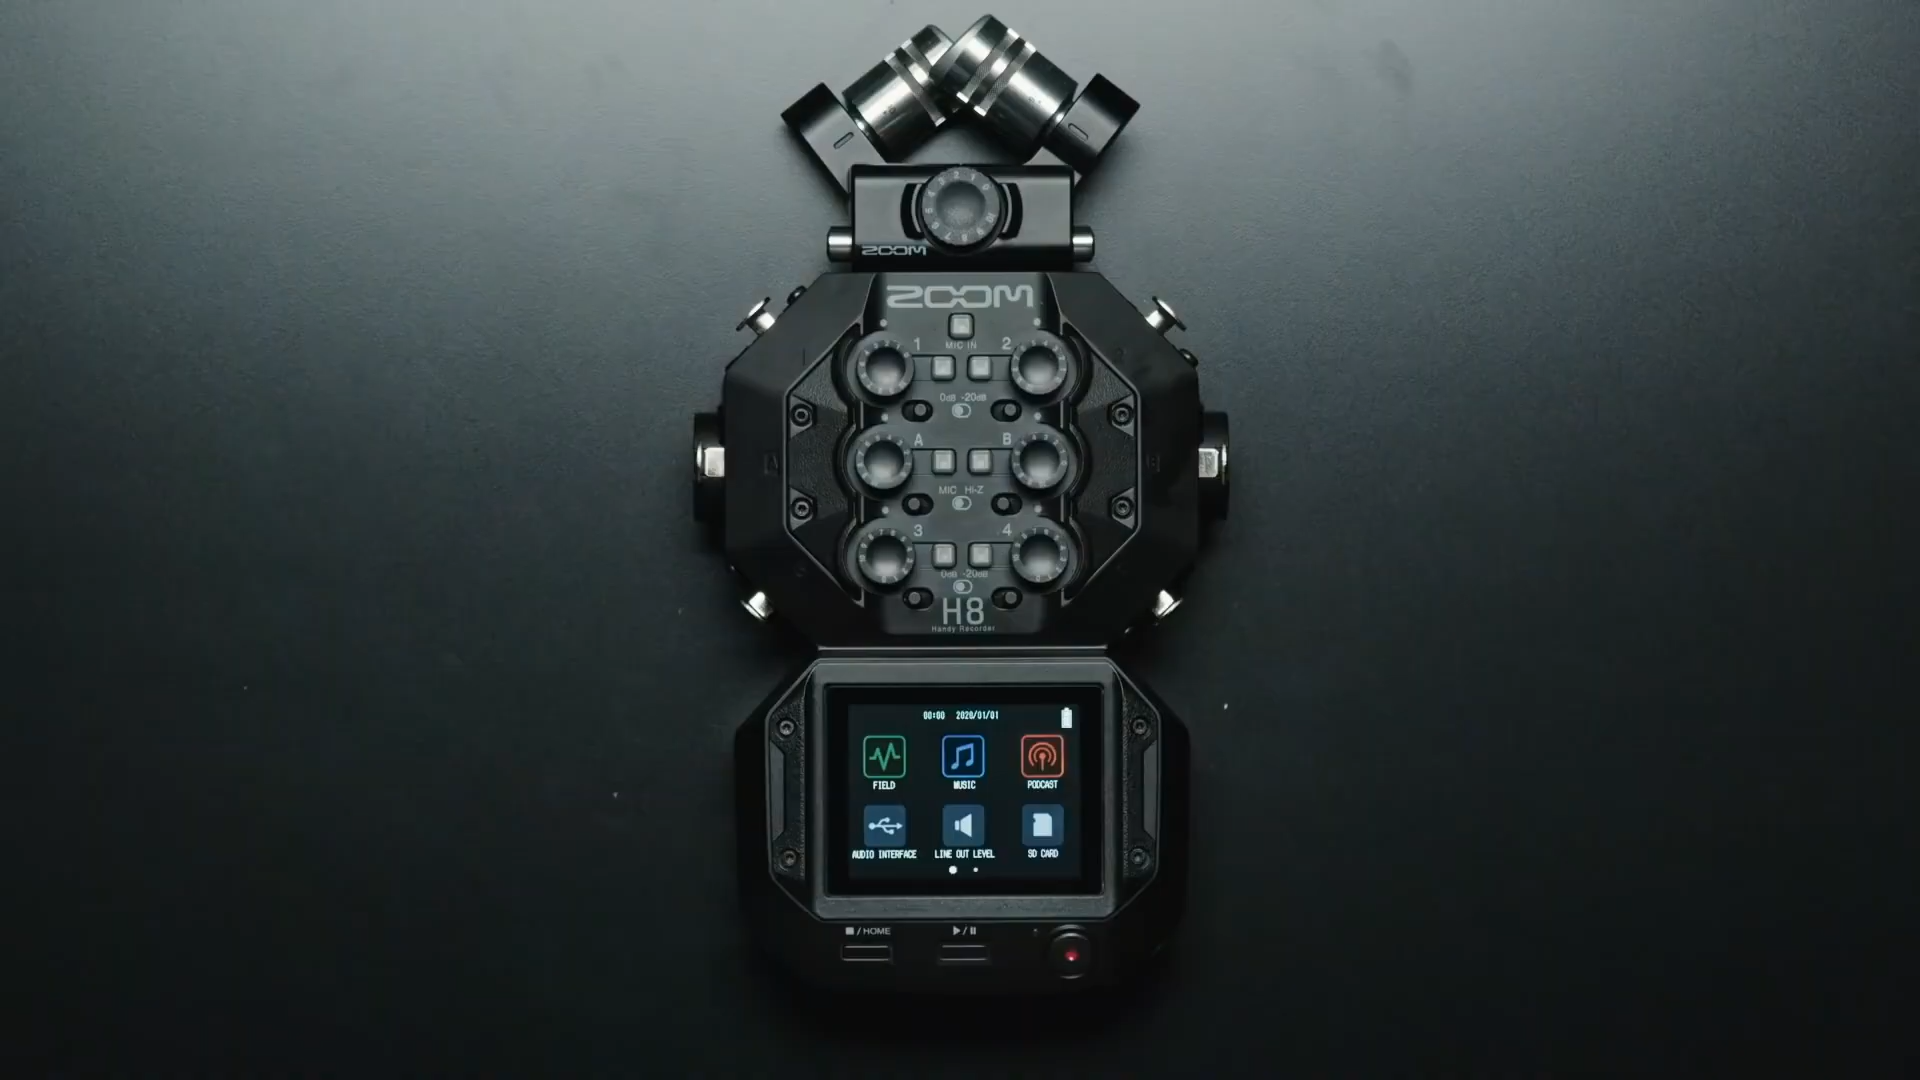 ZOOM
ZOOM
MIC IN
1 2
0dB -20dB
A B
MIC Hi-Z
3 4
0dB -20dB
H8
Handy Recorder
00:00 2020/01/01
FIELD MUSIC PODCAST
AUDIO INTERFACE LINE OUT LEVEL SD CARD
/ HOME /